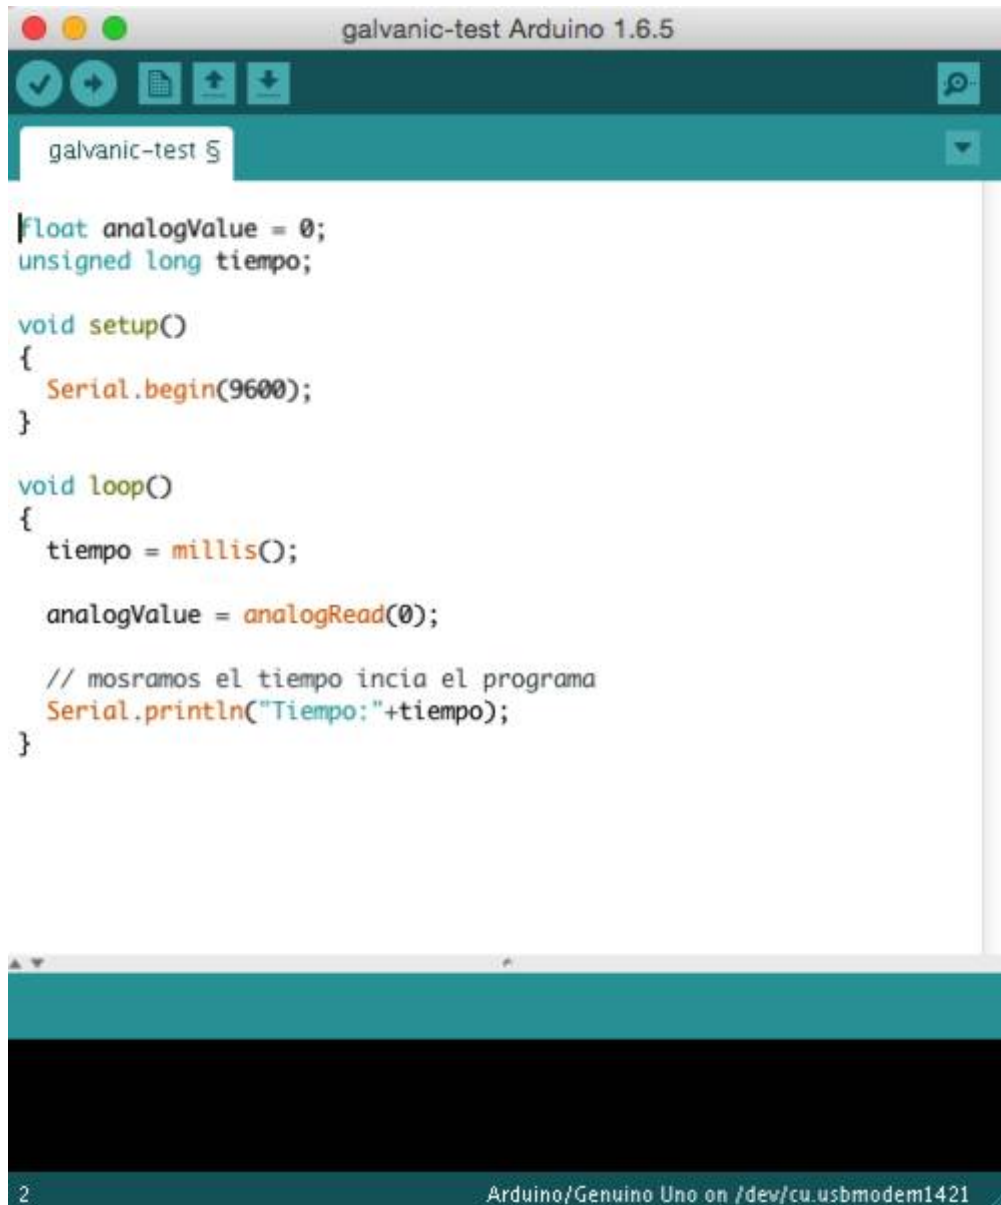 galvanic-test Arduino 1.6.5
galvanic-test §
float analogValue = 0;
unsigned long tiempo;
void setup()
{
Serial.begin(9600);
}
void loop()
{
tiempo = millis();
analogValue = analogRead(0);
// mosramos el tiempo incia el programa
Serial.println("Tiempo:"+tiempo);
}
2 Arduino/Genuino Uno on /dev/cu.usbmodem1421